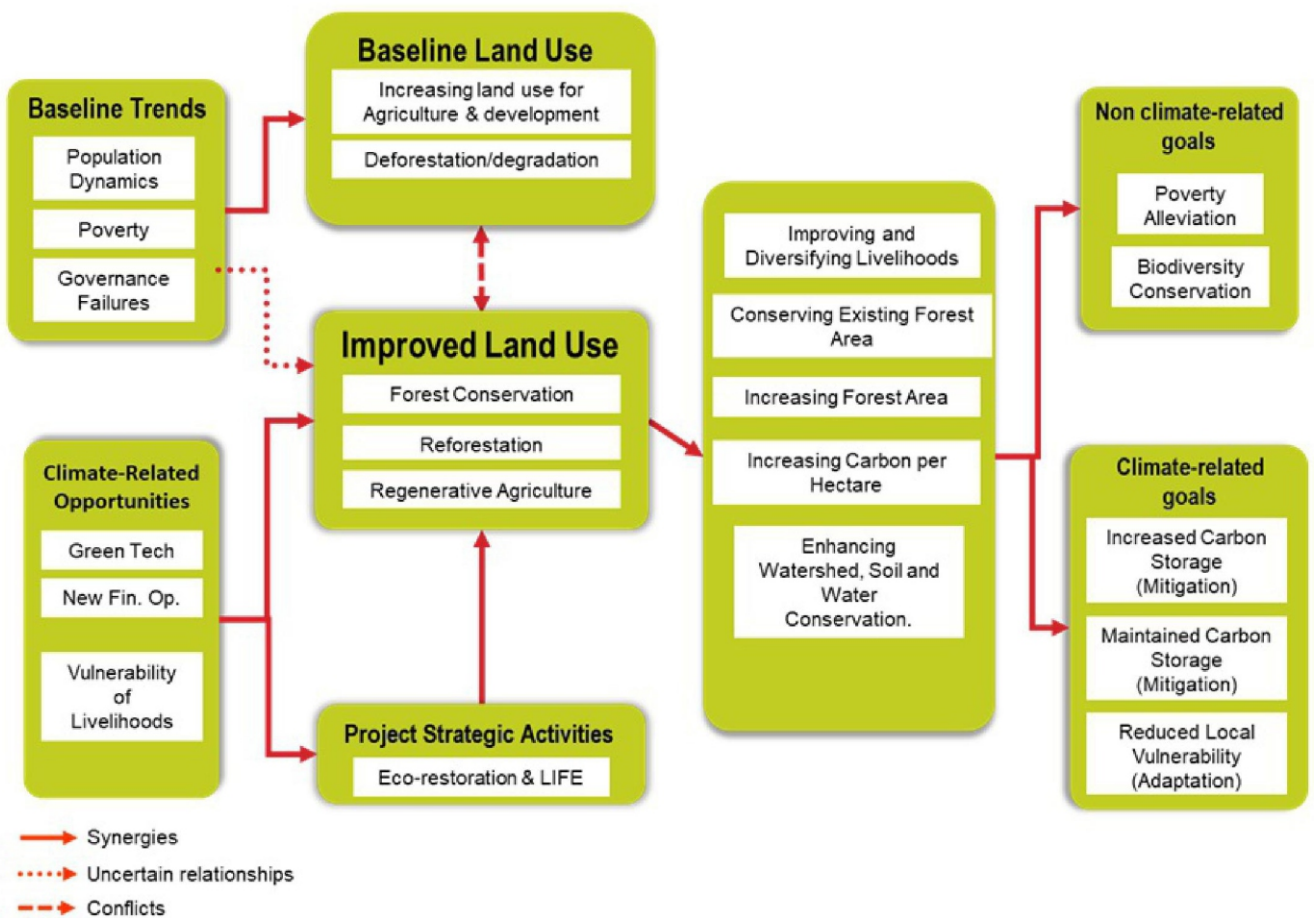 Baseline Trends
Population
Dynamics
Poverty
Governance
Failures
Baseline Land Use
Increasing land use for
Agriculture & development
Deforestation/degradation
Improved Land Use
Forest Conservation
Reforestation
Regenerative Agriculture
Climate-Related
Opportunities
Green Tech
New Fin. Op.
Vulnerability
of
Livelihoods
Project Strategic Activities
Eco-restoration & LIFE
Improving and
Diversifying Livelihoods
Conserving Existing Forest
Area
Increasing Forest Area
Increasing Carbon per
Hectare
Enhancing
Watershed, Soil and
Water
Conservation.
Non climate-related
goals
Poverty
Alleviation
Biodiversity
Conservation
Climate-related
goals
Increased Carbon
Storage
(Mitigation)
Maintained Carbon
Storage
(Mitigation)
Reduced Local
Vulnerability
(Adaptation)
Synergies
Uncertain relationships
Conflicts